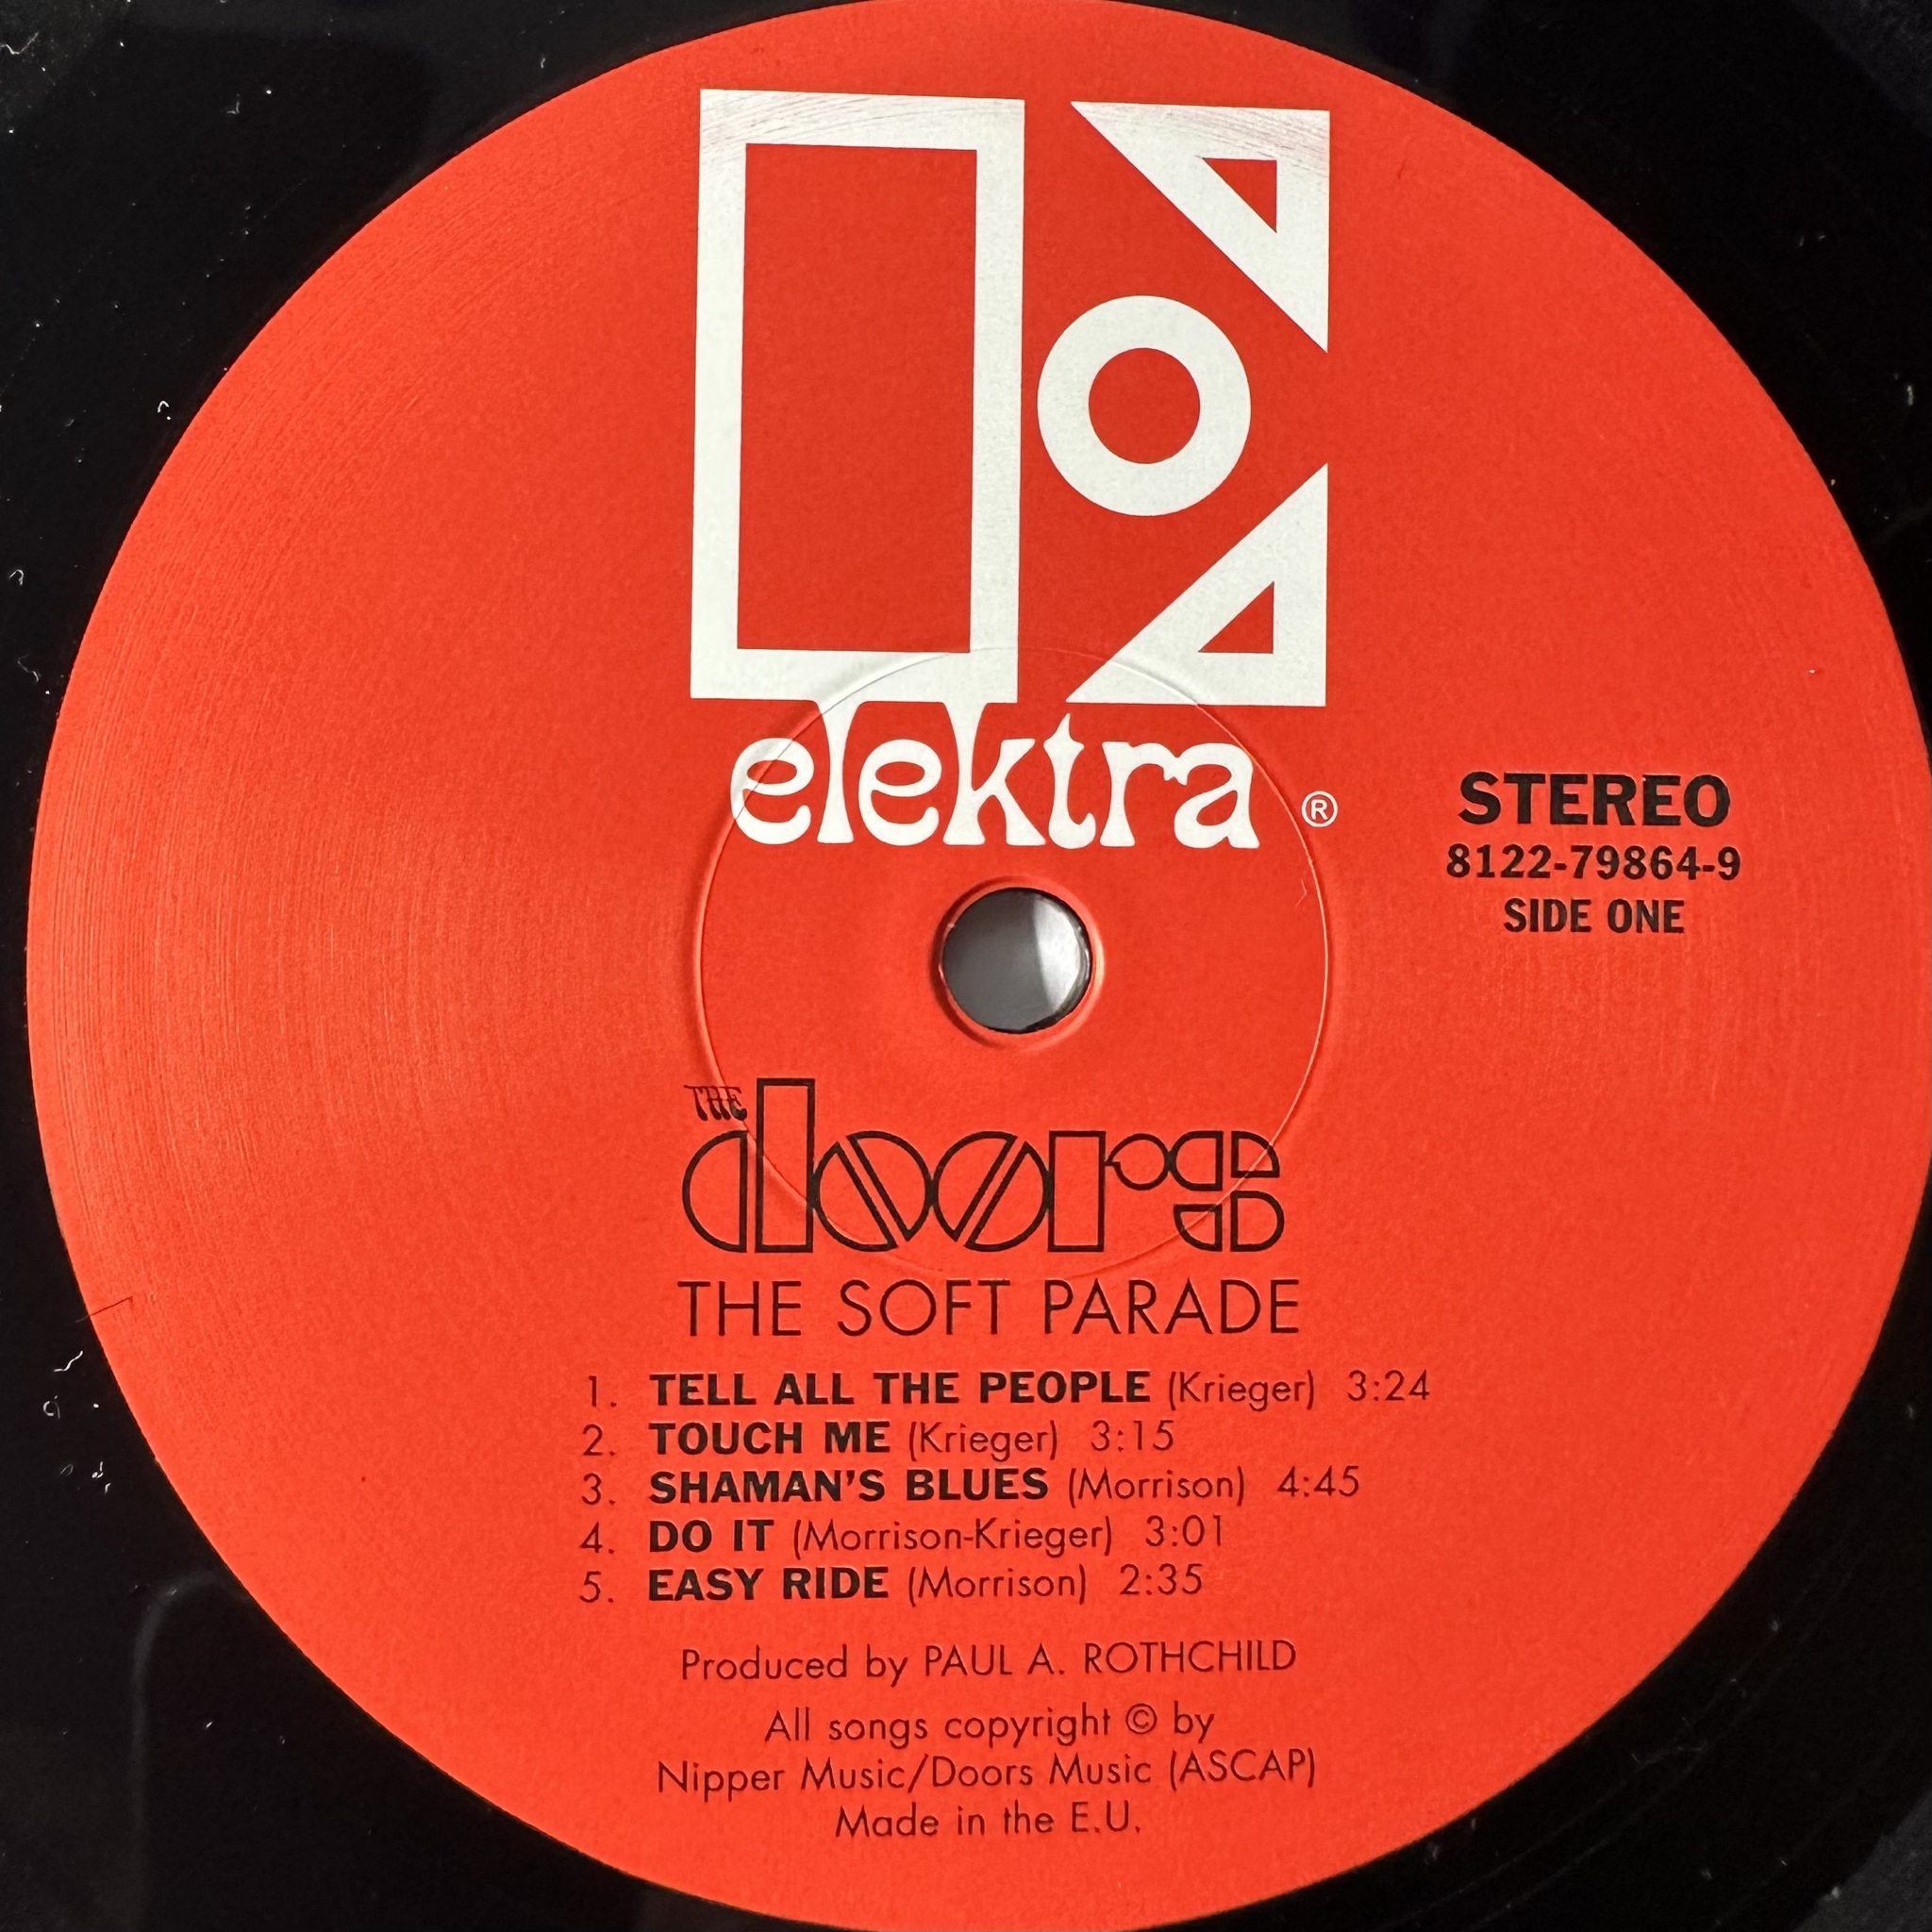 elektra ®
STEREO
8122-79864-9
SIDE ONE
THE
doors
THE SOFT PARADE
1. TELL ALL THE PEOPLE (Krieger) 3:24
2. TOUCH ME (Krieger) 3:15
3. SHAMAN'S BLUES (Morrison) 4:45
4. DO IT (Morrison-Krieger) 3:01
5. EASY RIDE (Morrison) 2:35
Produced by PAUL A. ROTHCHILD
All songs copyright © by
Nipper Music/Doors Music (ASCAP)
Made in the E.U.